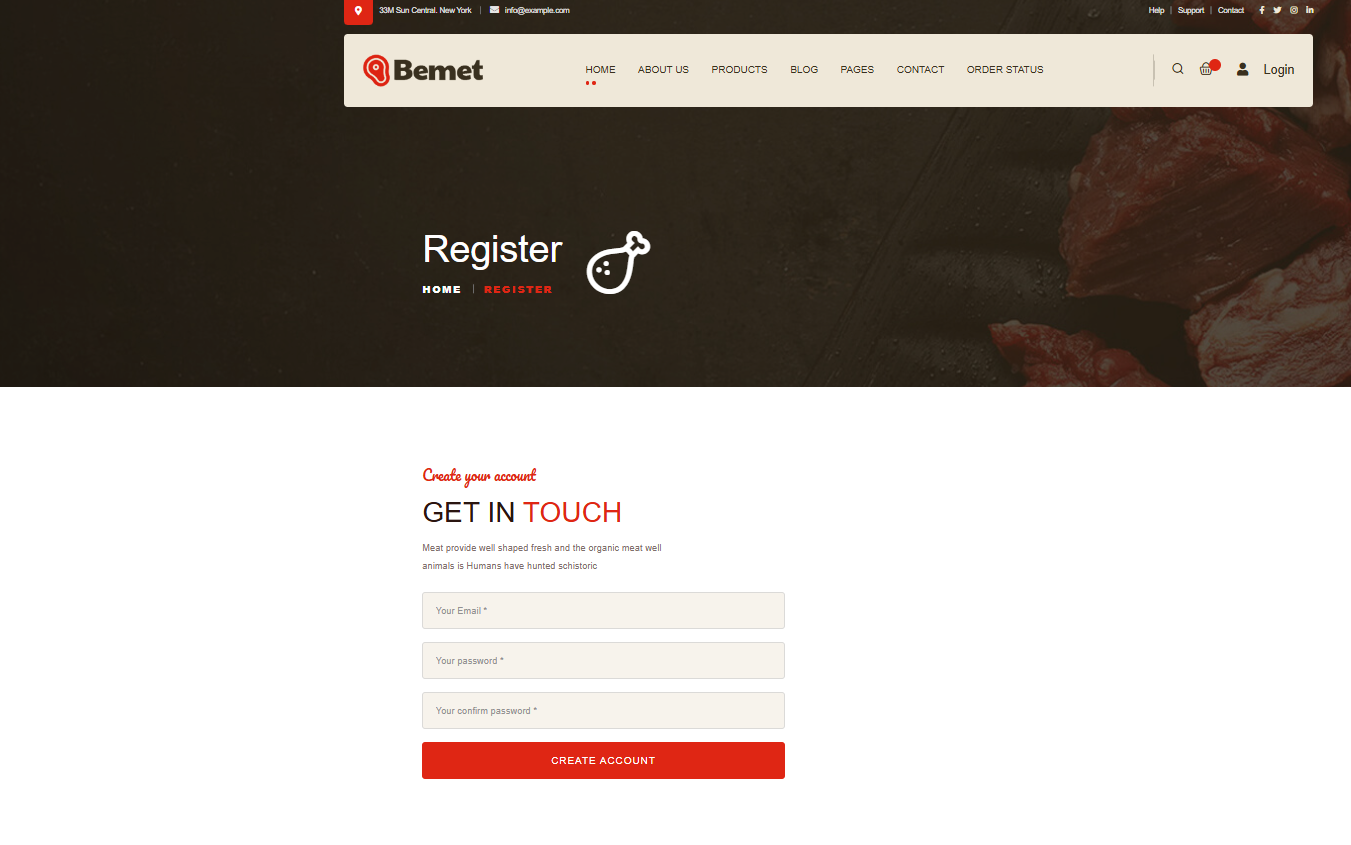 33M Sun Central. New York | info@example.com
Help | Support | Contact
Bemet
HOME ABOUT US PRODUCTS BLOG PAGES CONTACT ORDER STATUS
Login
Register
HOME | REGISTER
Create your account
GET IN TOUCH
Meat provide well shaped fresh and the organic meat well
animals is Humans have hunted schistoric
Your Email *
Your password *
Your confirm password *
CREATE ACCOUNT